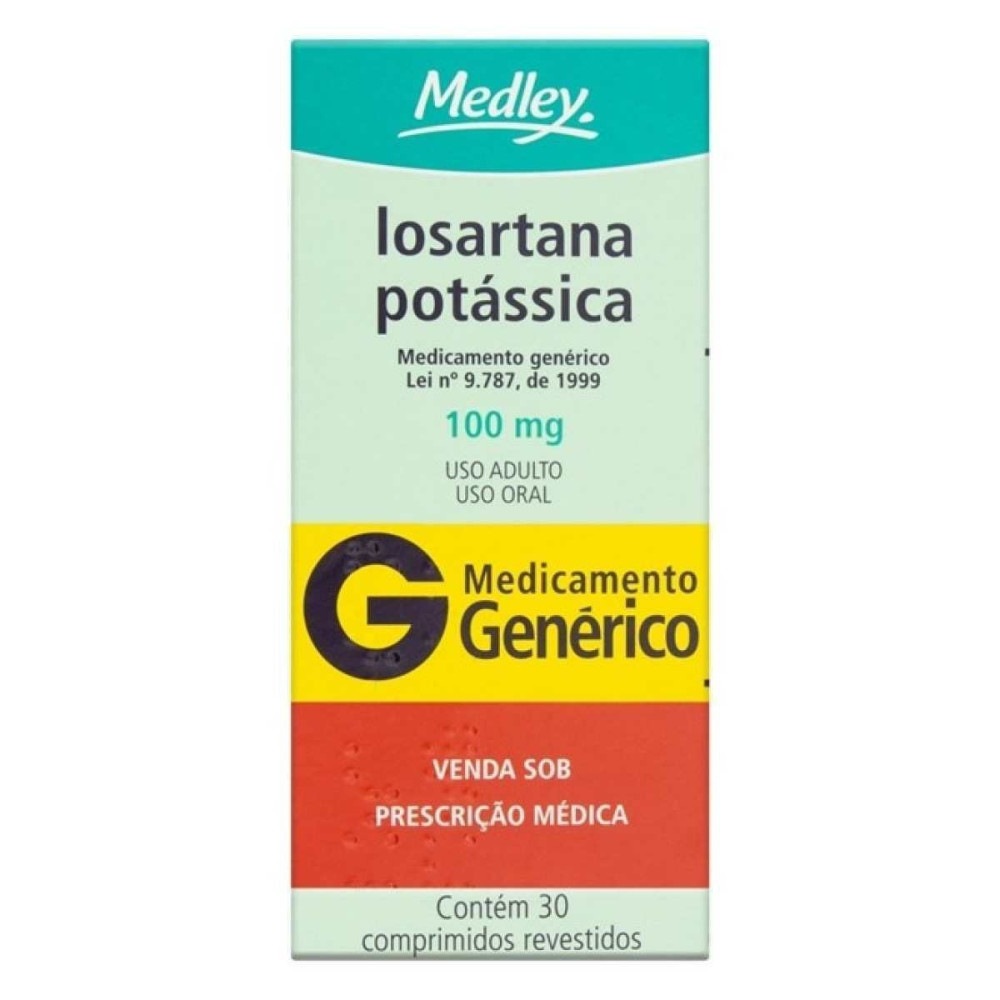 Medley.
losartana
potássica
Medicamento genérico
Lei nº 9.787, de 1999
100 mg
USO ADULTO
USO ORAL
G Medicamento
Genérico
VENDA SOB
PRESCRIÇÃO MÉDICA
Contém 30
comprimidos revestidos